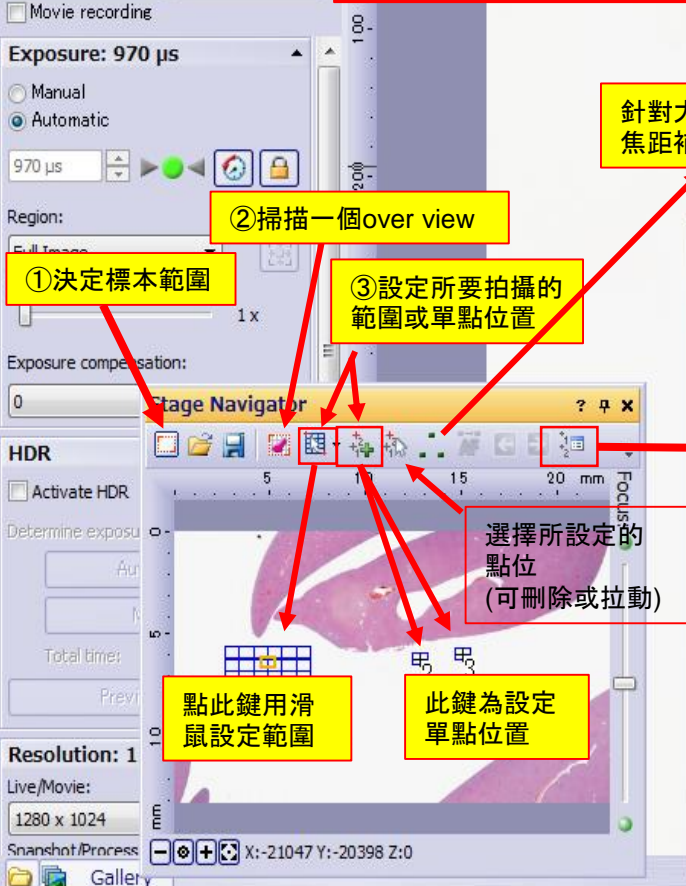 Movie recording
Exposure: 970 µs
Manual
Automatic
970 µs
Region:
Full Image
1 x
Exposure compensation:
0
HDR
Activate HDR
Determine exposu
Au
Total time:
Previ
Resolution: 1
Live/Movie:
1280 x 1024
Snapshot/Process
Gallery
100
200
針對大
焦距補
②掃描一個over view
①決定標本範圍
③設定所要拍攝的
範圍或單點位置
Stage Navigator
5 10 15 20 mm
Focus
0
5
10
mm
選擇所設定的
點位
(可刪除或拉動)
2
3
點此鍵用滑
鼠設定範圍
此鍵為設定
單點位置
X:-21047 Y:-20398 Z:0